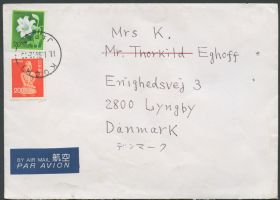 Mrs K.
Mr. Thorkild Eghoff
Enighedsvej 3
2800 Lyngby
Danmark
デンマーク
BY AIR MAIL 航空
PAR AVION